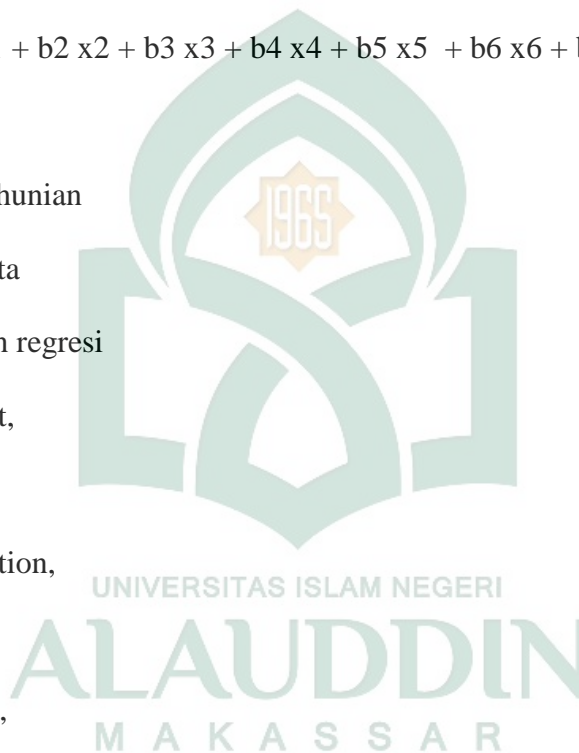 + b2 x2 + b3 x3 + b4 x4 + b5 x5 + b6 x6 + b
hunian
1965
ta
n regresi
t,
tion,
UNIVERSITAS ISLAM NEGERI
ALAUDDIN
,
MAKASSAR